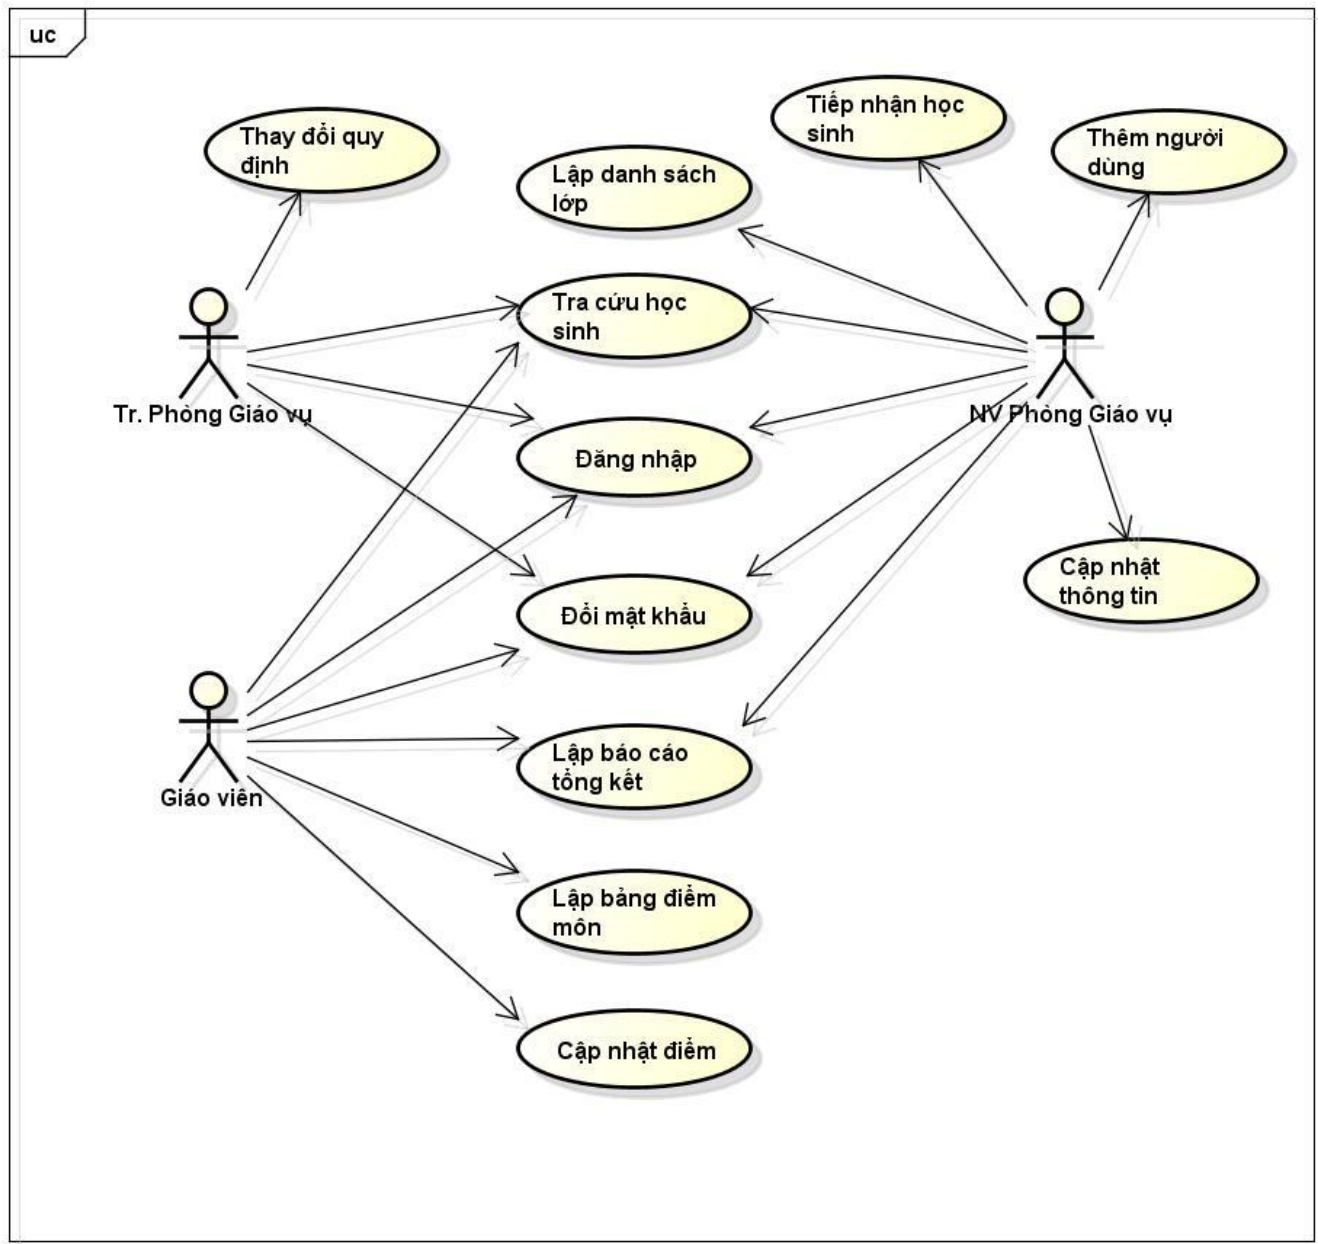 uc
Tiếp nhận học
sinh
Thay đổi quy
định
Thêm người
dùng
Lập danh sách
lớp
Tra cứu học
sinh
Tr. Phòng Giáo vụ
NV Phòng Giáo vụ
Đăng nhập
Cập nhật
thông tin
Đổi mật khẩu
Lập báo cáo
tổng kết
Giáo viên
Lập bảng điểm
môn
Cập nhật điểm